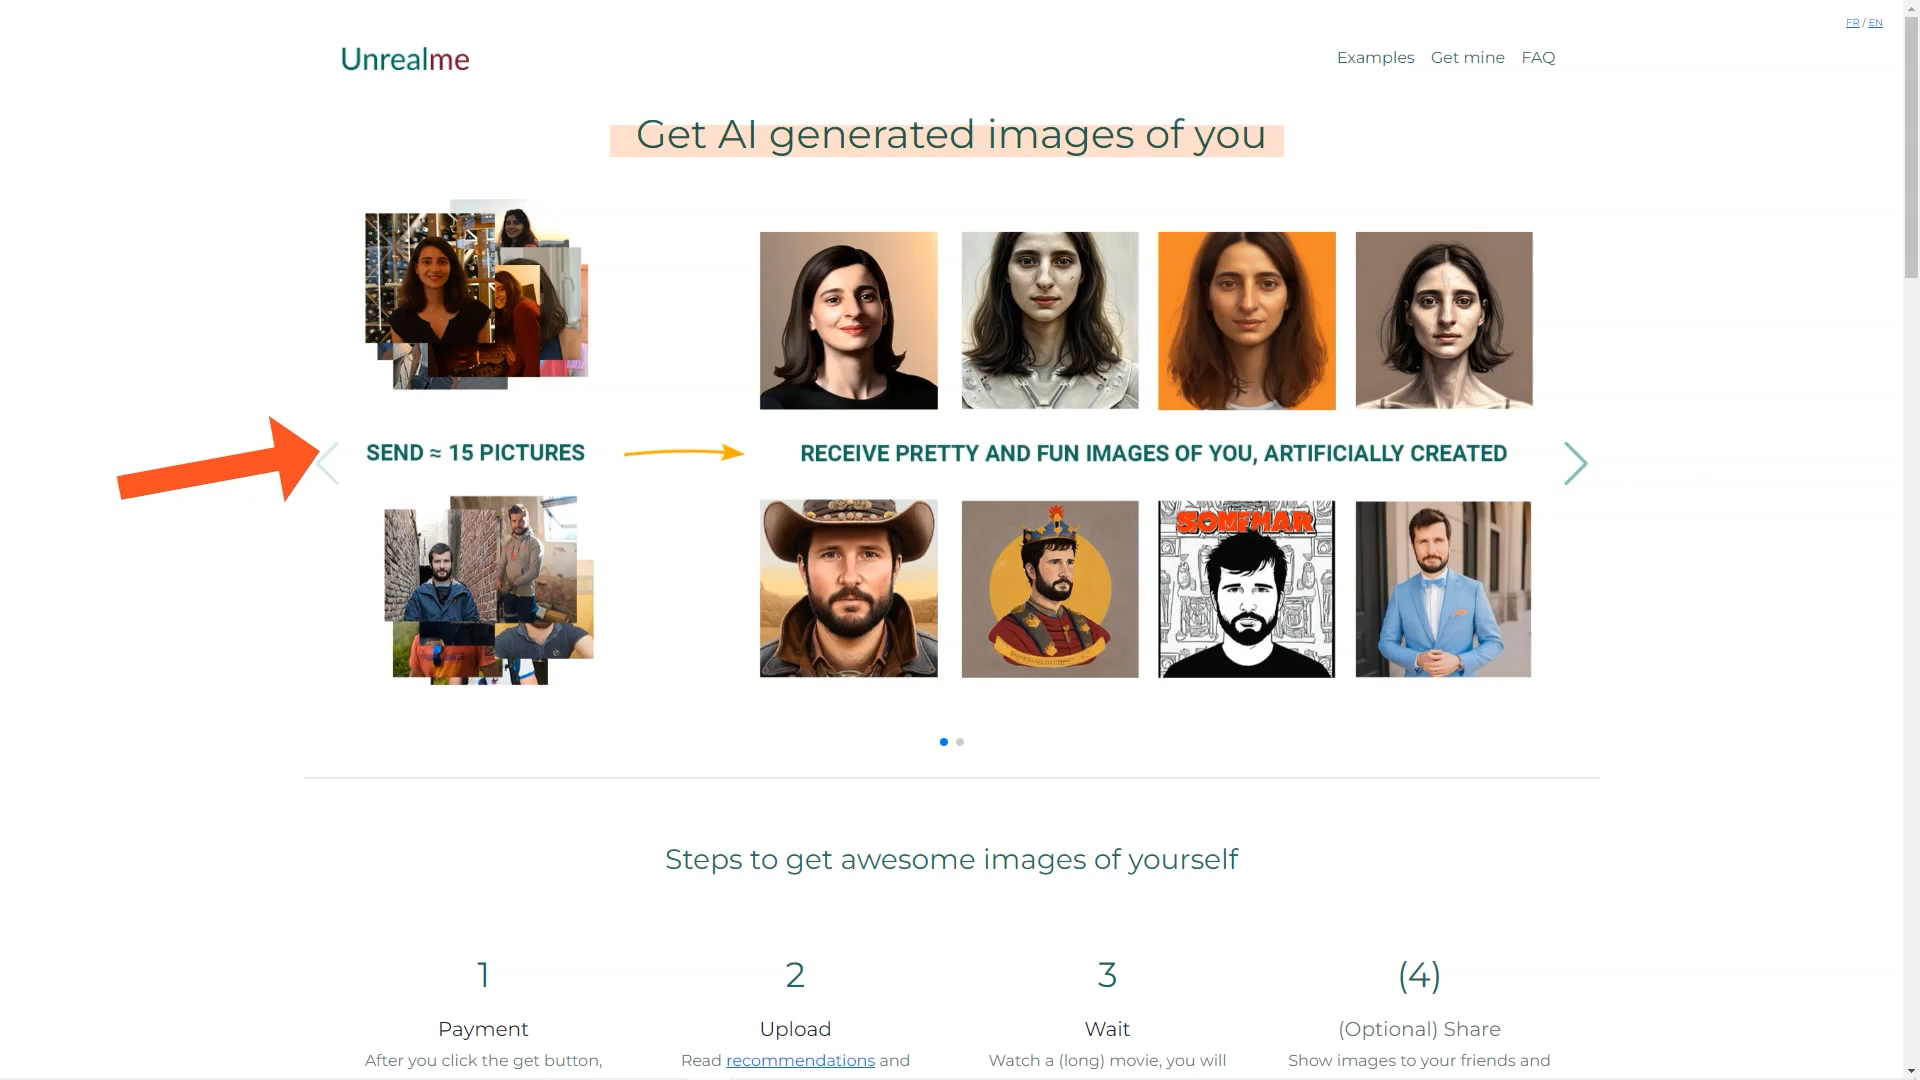 FR / EN
Unrealme
Examples Get mine FAQ
Get AI generated images of you
SEND ≈ 15 PICTURES
RECEIVE PRETTY AND FUN IMAGES OF YOU, ARTIFICIALLY CREATED
SOMEMAR
Steps to get awesome images of yourself
1
Payment
After you click the get button,
2
Upload
Read recommendations and
3
Wait
Watch a (long) movie, you will
(4)
(Optional) Share
Show images to your friends and